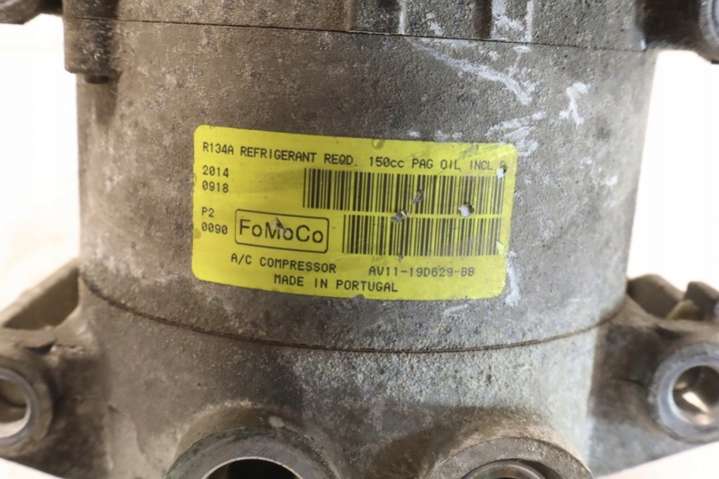 R134A REFRIGERANT REQD. 150cc PAG OIL INCL
2014
0918
P2
0090
FoMoCo
A/C COMPRESSOR AV11-19D629-BB
MADE IN PORTUGAL